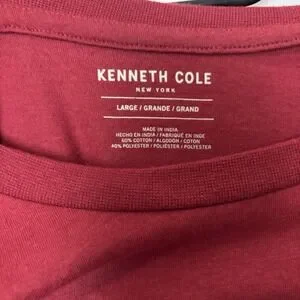 KENNETH COLE
NEW YORK
LARGE / GRANDE / GRAND
MADE IN INDIA
HECHO EN INDIA / FABRIQUÉ EN INDE
60% COTTON / ALGODON / COTON
40% POLYESTER / POLIÉSTER / POLYESTER